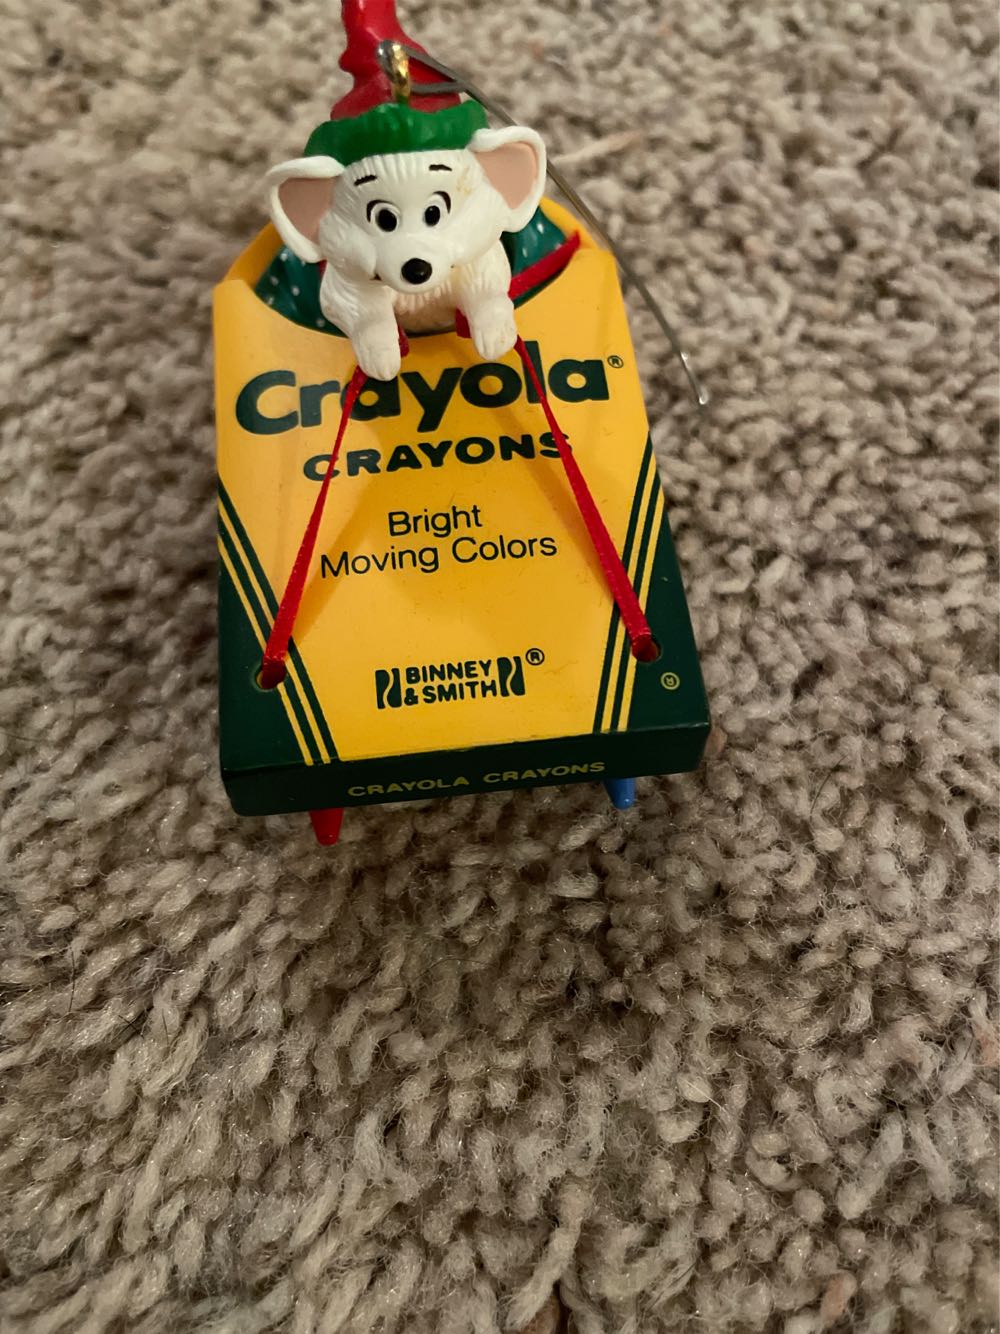 Crayola®
CRAYONS
Bright
Moving Colors
BINNEY ®
& SMITH
CRAYOLA CRAYONS